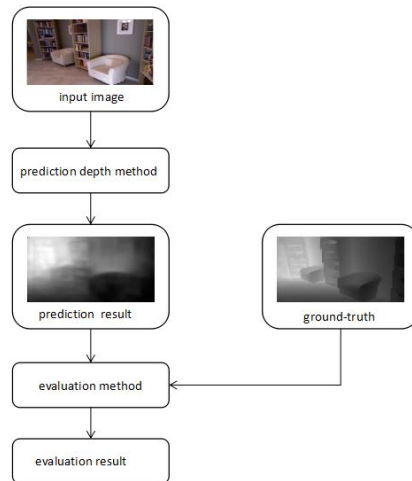 input image
prediction depth method
prediction result
ground-truth
evaluation method
evaluation result